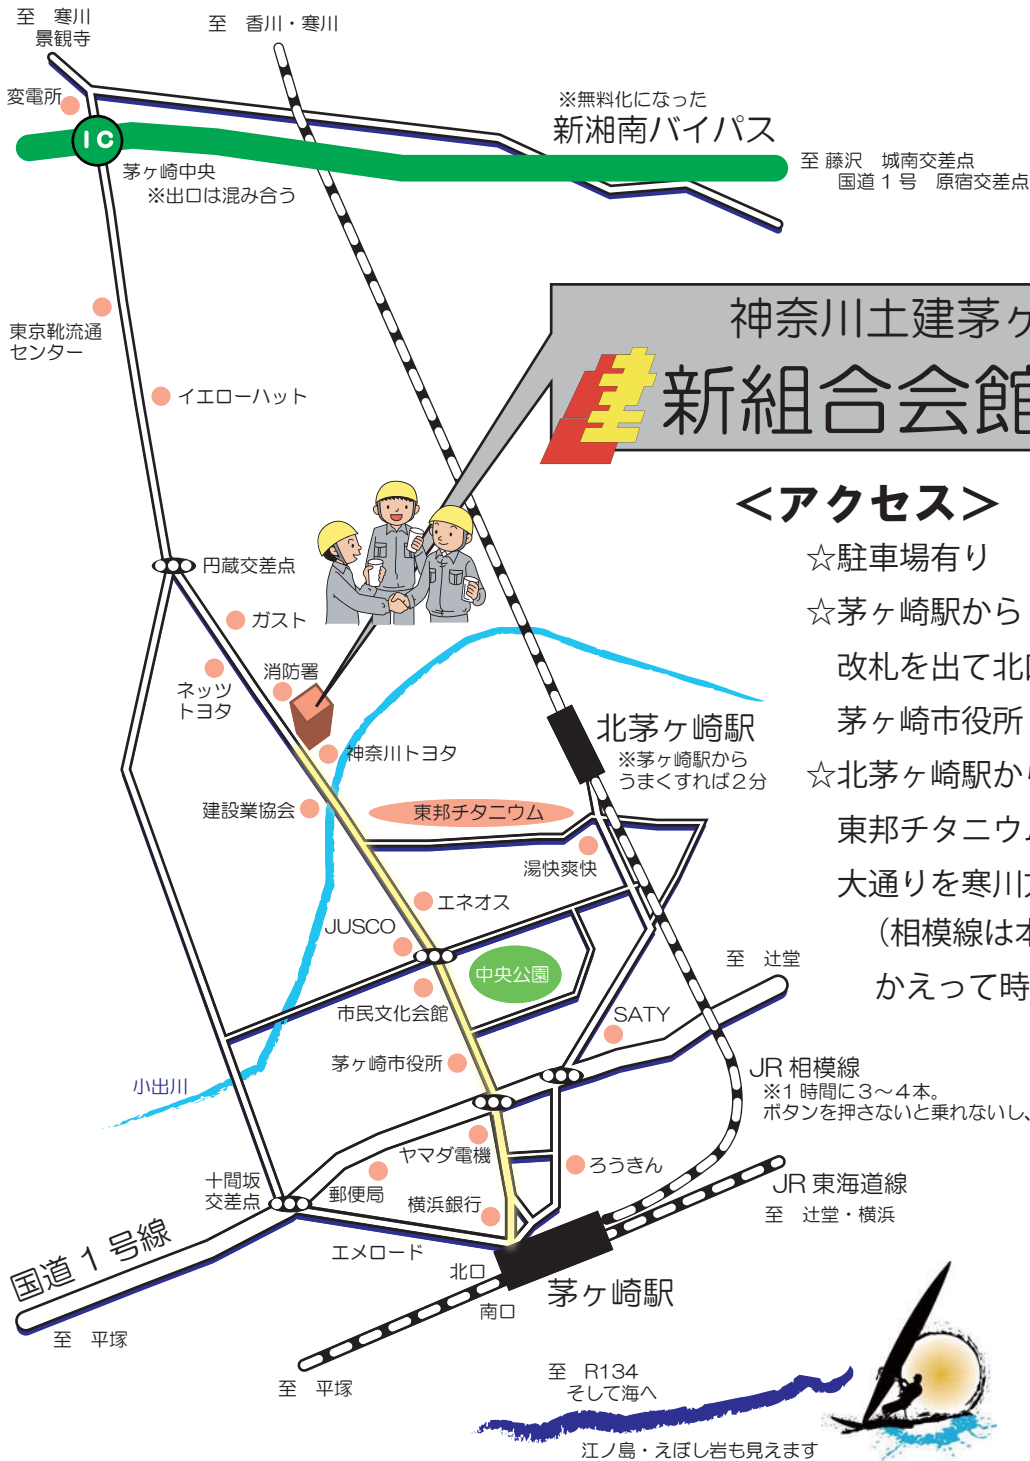 至　寒川
景観寺
至　香川・寒川
変電所
※無料化になった
新湘南バイパス
IC
至 藤沢　城南交差点
国道１号　原宿交差点
茅ヶ崎中央
※出口は混み合う
東京靴流通
センター
イエローハット
神奈川土建茅ヶ
新組合会館
＜アクセス＞
☆駐車場有り
☆茅ヶ崎駅から
改札を出て北口
茅ヶ崎市役所
☆北茅ヶ崎駅から
東邦チタニウム
大通りを寒川方
（相模線は本
かえって時
円蔵交差点
ガスト
消防署
ネッツ
トヨタ
神奈川トヨタ
北茅ヶ崎駅
※茅ヶ崎駅から
うまくすれば２分
建設業協会
東邦チタニウム
湯快爽快
エネオス
JUSCO
中央公園
市民文化会館
至　辻堂
SATY
茅ヶ崎市役所
小出川
JR 相模線
※1 時間に３～４本。
ボタンを押さないと乗れないし、
ヤマダ電機
ろうきん
十間坂
交差点
郵便局
横浜銀行
JR 東海道線
至　辻堂・横浜
エメロード
国道１号線
北口
南口
茅ヶ崎駅
至　平塚
至　平塚
至　R134
そして海へ
江ノ島・えぼし岩も見えます